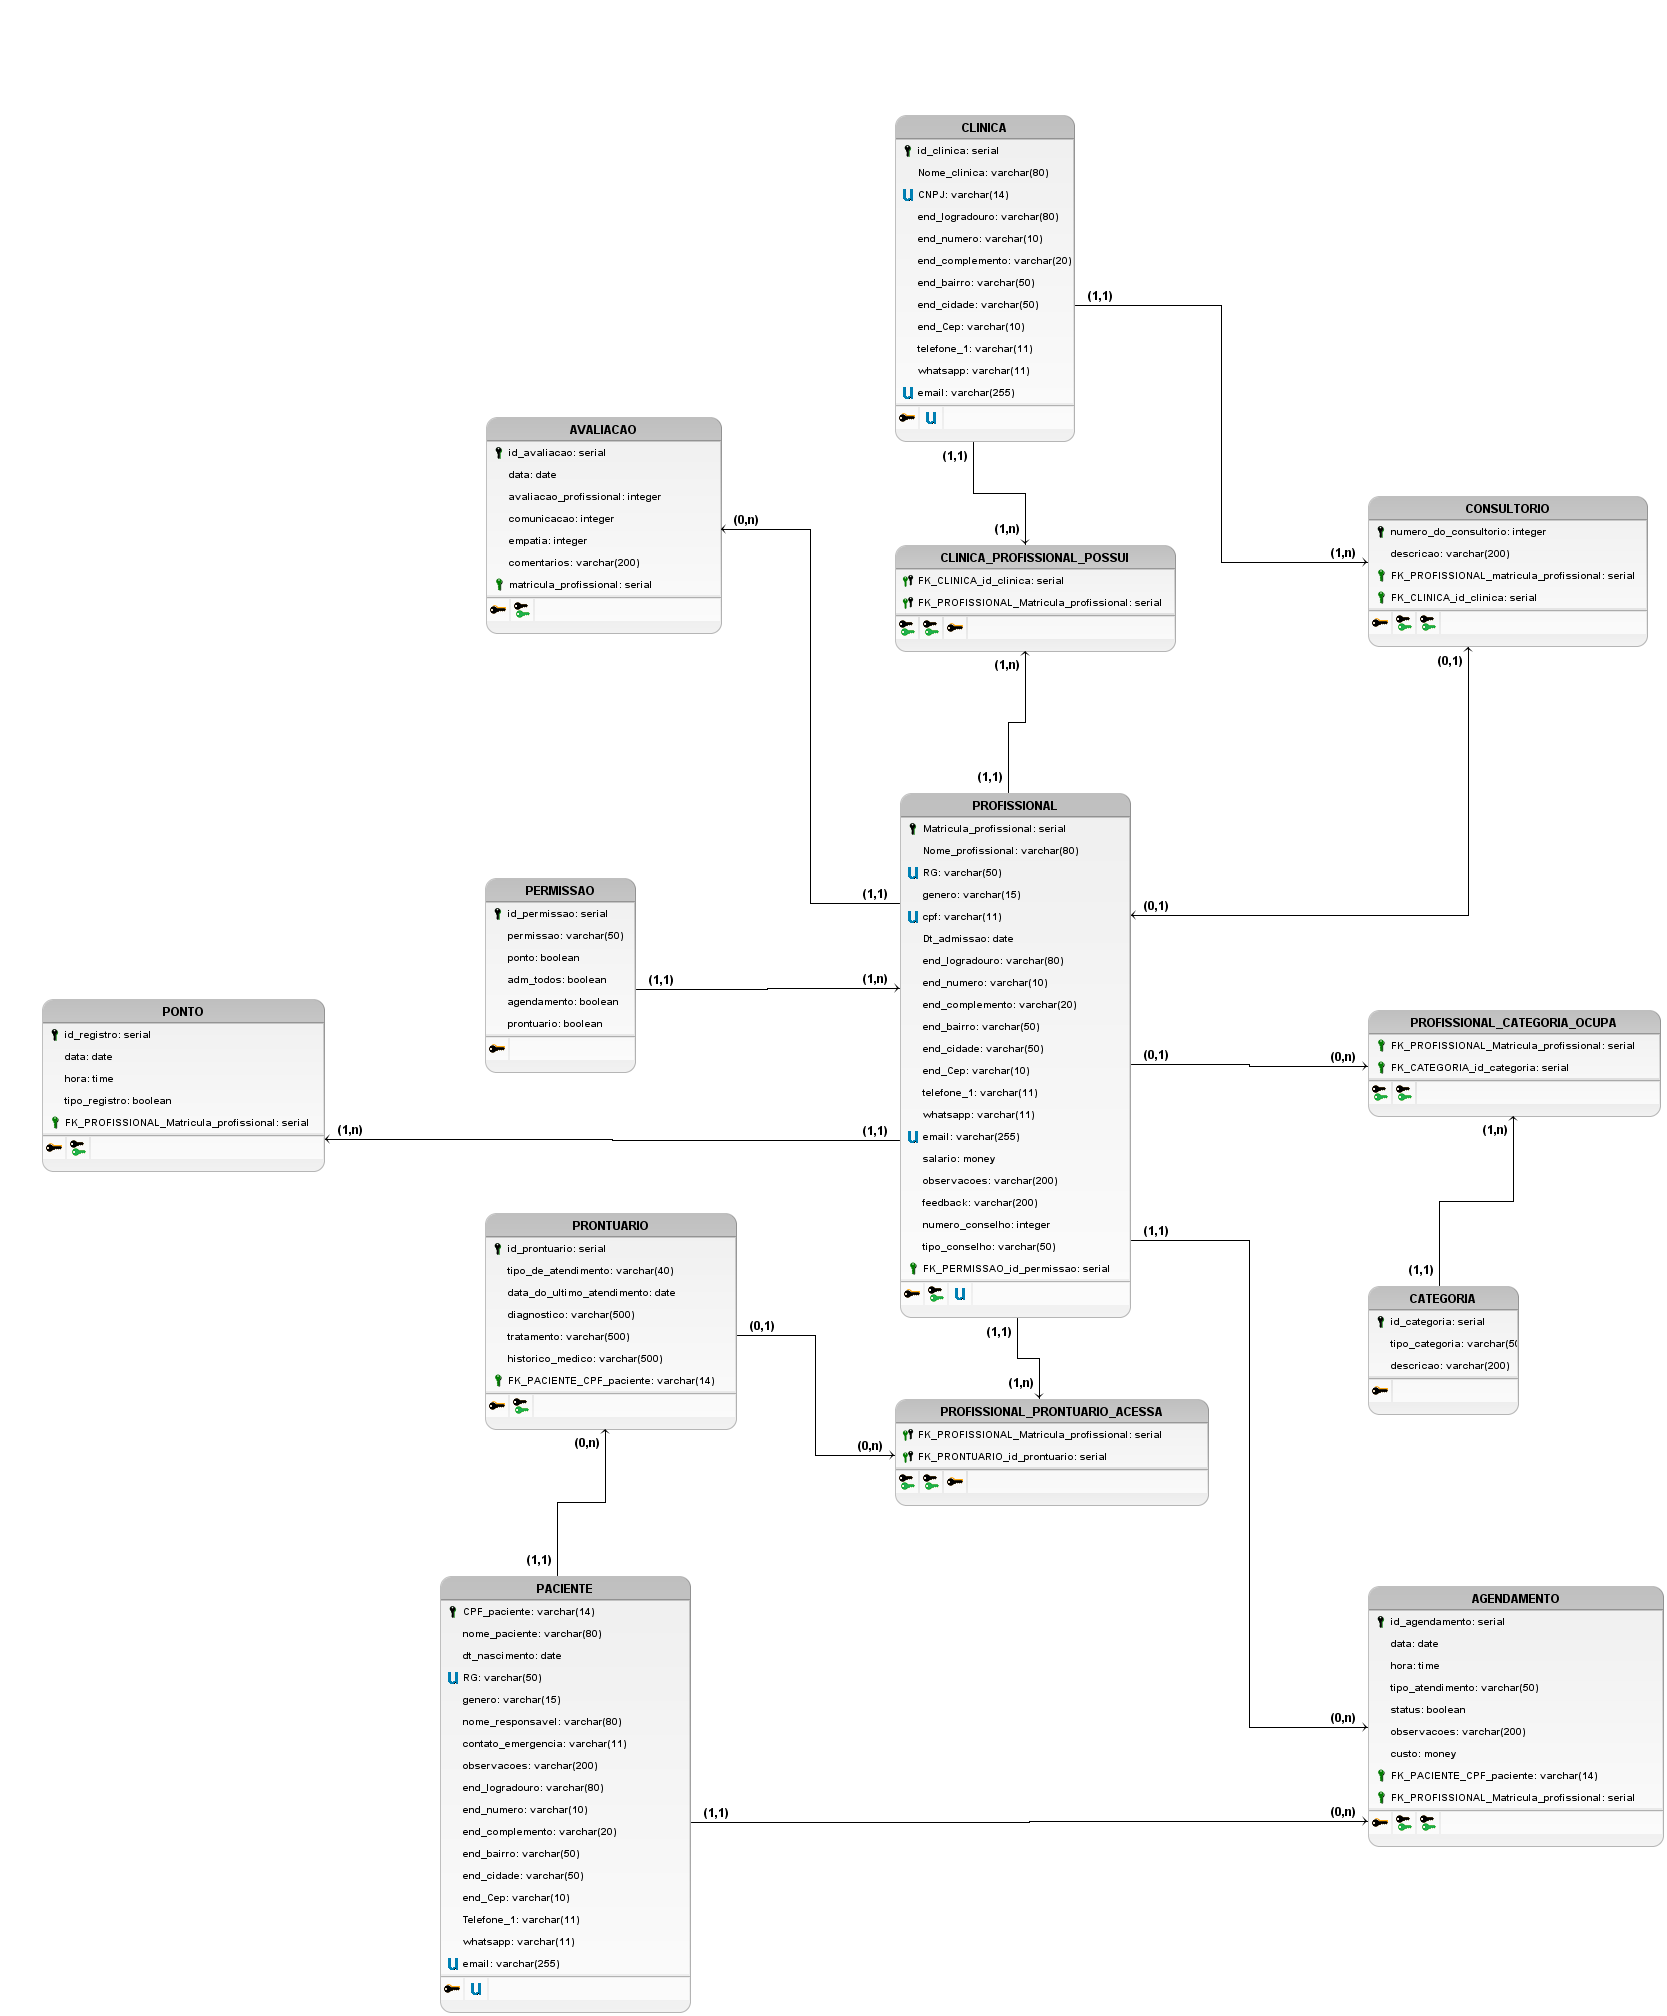 CLINICA
id_clinica: serial
Nome_clinica: varchar(80)
U CNPJ: varchar(14)
end_logradouro: varchar(80)
end_numero: varchar(10)
end_complemento: varchar(20)
end_bairro: varchar(50)
end_cidade: varchar(50)
end_Cep: varchar(10)
telefone_1: varchar(11)
whatsapp: varchar(11)
U email: varchar(255)
U
(1,1)
(1,1)
AVALIACAO
id_avaliacao: serial
data: date
avaliacao_profissional: integer
comunicacao: integer
empatia: integer
comentarios: varchar(200)
matricula_profissional: serial
(0,n)
(1,n)
CLINICA_PROFISSIONAL_POSSUI
FK_CLINICA_id_clinica: serial
FK_PROFISSIONAL_Matricula_profissional: serial
(1,n)
CONSULTORIO
numero_do_consultorio: integer
descricao: varchar(200)
FK_PROFISSIONAL_matricula_profissional: serial
FK_CLINICA_id_clinica: serial
(1,n)
(0,1)
(1,1)
PROFISSIONAL
Matricula_profissional: serial
Nome_profissional: varchar(80)
U RG: varchar(50)
genero: varchar(15)
U cpf: varchar(11)
Dt_admissao: date
end_logradouro: varchar(80)
end_numero: varchar(10)
end_complemento: varchar(20)
end_bairro: varchar(50)
end_cidade: varchar(50)
end_Cep: varchar(10)
telefone_1: varchar(11)
whatsapp: varchar(11)
U email: varchar(255)
salario: money
observacoes: varchar(200)
feedback: varchar(200)
numero_conselho: integer
tipo_conselho: varchar(50)
FK_PERMISSAO_id_permissao: serial
U
(1,1)
(0,1)
PERMISSAO
id_permissao: serial
permissao: varchar(50)
ponto: boolean
adm_todos: boolean
agendamento: boolean
prontuario: boolean
(1,1)
(1,n)
PONTO
id_registro: serial
data: date
hora: time
tipo_registro: boolean
FK_PROFISSIONAL_Matricula_profissional: serial
(1,n)
(1,1)
(0,1)
(0,n)
PROFISSIONAL_CATEGORIA_OCUPA
FK_PROFISSIONAL_Matricula_profissional: serial
FK_CATEGORIA_id_categoria: serial
(1,n)
(1,1)
CATEGORIA
id_categoria: serial
tipo_categoria: varchar(50
descricao: varchar(200)
PRONTUARIO
id_prontuario: serial
tipo_de_atendimento: varchar(40)
data_do_ultimo_atendimento: date
diagnostico: varchar(500)
tratamento: varchar(500)
historico_medico: varchar(500)
FK_PACIENTE_CPF_paciente: varchar(14)
(0,1)
(0,n)
(1,1)
(1,1)
(1,n)
PROFISSIONAL_PRONTUARIO_ACESSA
FK_PROFISSIONAL_Matricula_profissional: serial
FK_PRONTUARIO_id_prontuario: serial
(0,n)
(1,1)
PACIENTE
CPF_paciente: varchar(14)
nome_paciente: varchar(80)
dt_nascimento: date
U RG: varchar(50)
genero: varchar(15)
nome_responsavel: varchar(80)
contato_emergencia: varchar(11)
observacoes: varchar(200)
end_logradouro: varchar(80)
end_numero: varchar(10)
end_complemento: varchar(20)
end_bairro: varchar(50)
end_cidade: varchar(50)
end_Cep: varchar(10)
Telefone_1: varchar(11)
whatsapp: varchar(11)
U email: varchar(255)
U
(1,1)
AGENDAMENTO
id_agendamento: serial
data: date
hora: time
tipo_atendimento: varchar(50)
status: boolean
observacoes: varchar(200)
custo: money
FK_PACIENTE_CPF_paciente: varchar(14)
FK_PROFISSIONAL_Matricula_profissional: serial
(0,n)
(0,n)